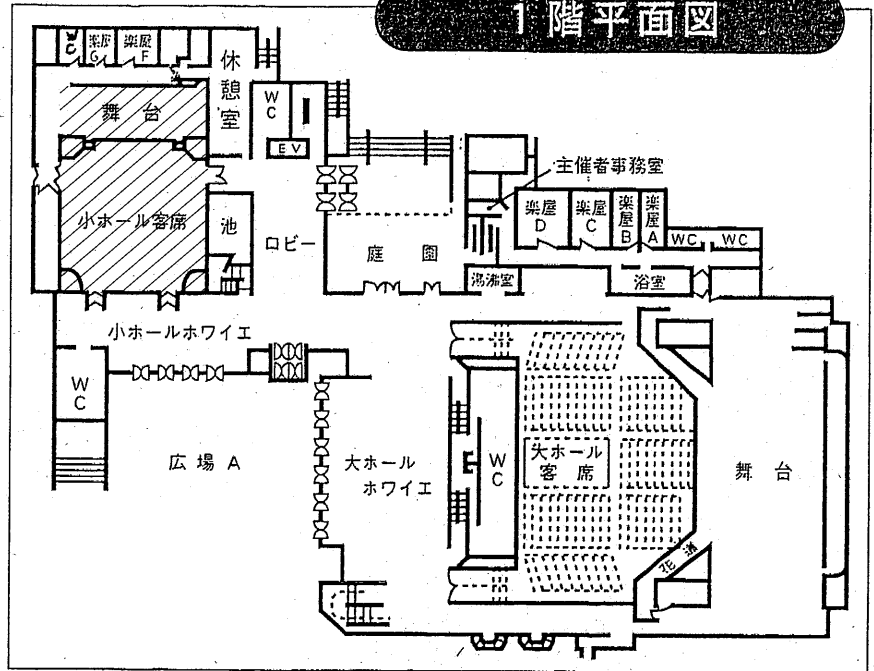 1階平面図
WC
楽屋G
楽屋F
休憩室
舞台
WC
EV
主催者事務室
小ホール客席
池
ロビー
庭園
楽屋D
楽屋C
楽屋B
楽屋A
WC
WC
湯沸室
浴室
小ホールホワイエ
WC
広場A
大ホール
ホワイエ
WC
大ホール
客席
舞台
花道